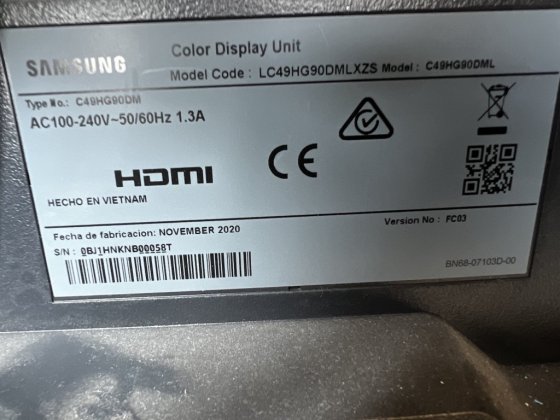 SAMSUNG
Color Display Unit
Model Code : LC49HG90DMLXZS Model : C49HG90DML
Type No.: C49HG90DM
AC100-240V~50/60Hz 1.3A
CE
HDMI
HECHO EN VIETNAM
Fecha de fabricacion: NOVEMBER 2020
Version No : FC03
S/N : 0BJ1HNKNB00058T
BN68-07103D-00